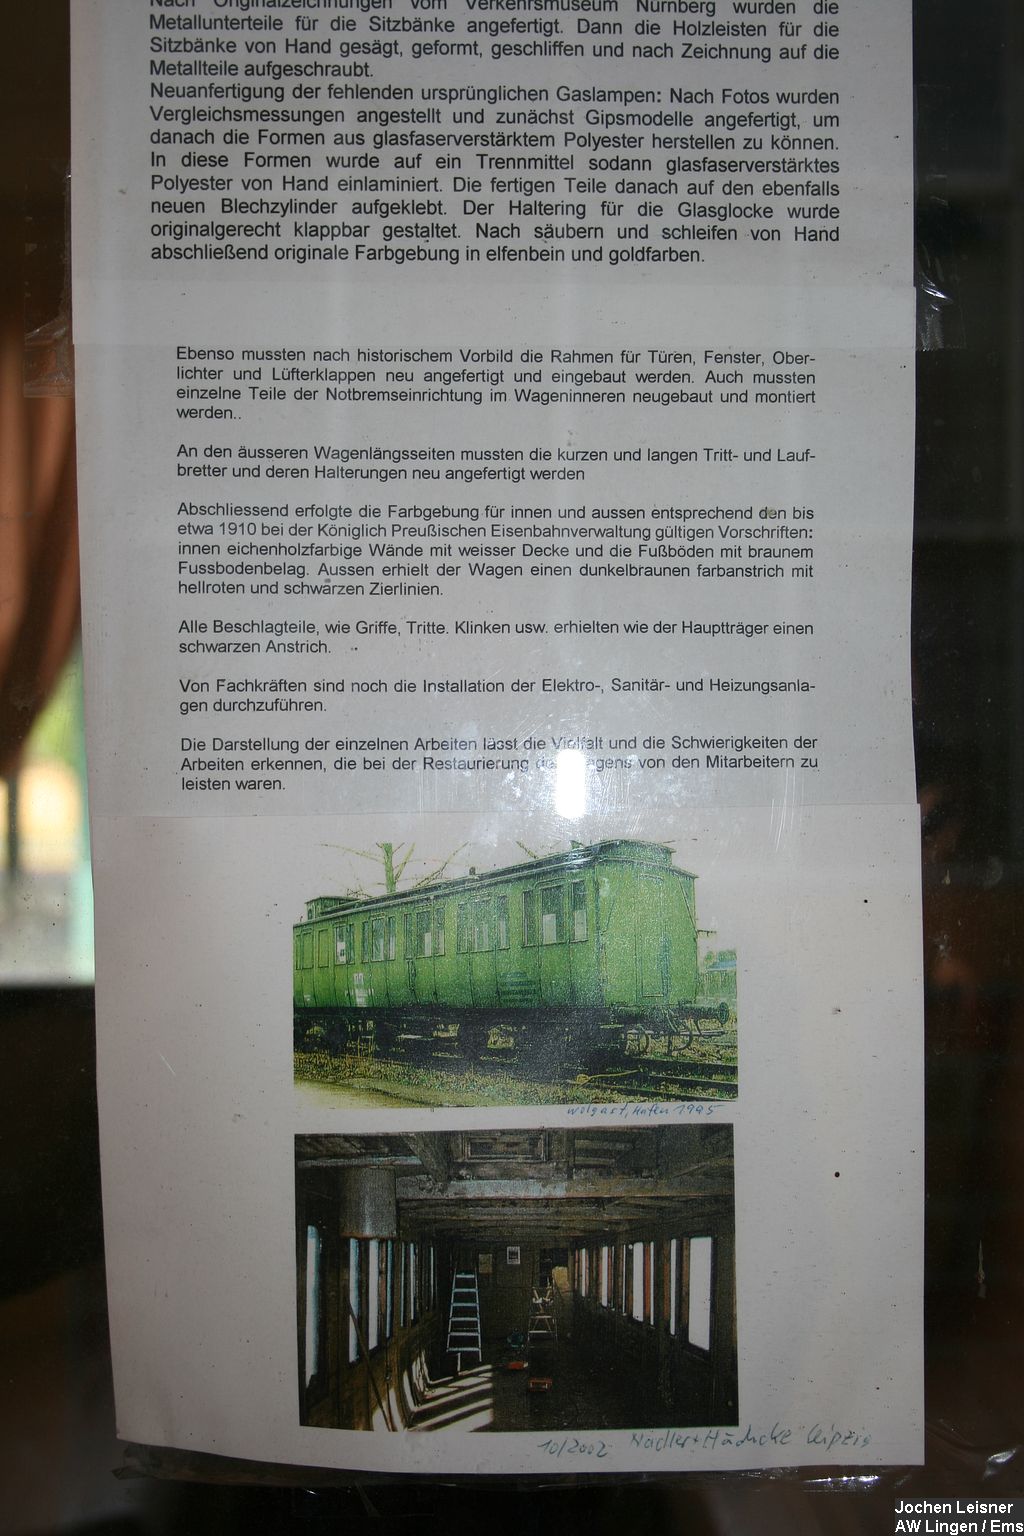 Nach Originalzeichnungen vom Verkehrsmuseum Nürnberg wurden die
Metallunterteile für die Sitzbänke angefertigt. Dann die Holzleisten für die
Sitzbänke von Hand gesägt, geformt, geschliffen und nach Zeichnung auf die
Metallteile aufgeschraubt.
Neuanfertigung der fehlenden ursprünglichen Gaslampen: Nach Fotos wurden
Vergleichsmessungen angestellt und zunächst Gipsmodelle angefertigt, um
danach die Formen aus glasfaserverstärktem Polyester herstellen zu können.
In diese Formen wurde auf ein Trennmittel sodann glasfaserverstärktes
Polyester von Hand einlaminiert. Die fertigen Teile danach auf den ebenfalls
neuen Blechzylinder aufgeklebt. Der Haltering für die Glasglocke wurde
originalgerecht klappbar gestaltet. Nach säubern und schleifen von Hand
abschließend originale Farbgebung in elfenbein und goldfarben.
Ebenso mussten nach historischem Vorbild die Rahmen für Türen, Fenster, Ober-
lichter und Lüfterklappen neu angefertigt und eingebaut werden. Auch mussten
einzelne Teile der Notbremseinrichtung im Wageninneren neugebaut und montiert
werden..
An den äusseren Wagenlängsseiten mussten die kurzen und langen Tritt- und Lauf-
bretter und deren Halterungen neu angefertigt werden
Abschliessend erfolgte die Farbgebung für innen und aussen entsprechend den bis
etwa 1910 bei der Königlich Preußischen Eisenbahnverwaltung gültigen Vorschriften:
innen eichenholzfarbige Wände mit weisser Decke und die Fußböden mit braunem
Fussbodenbelag. Aussen erhielt der Wagen einen dunkelbraunen farbanstrich mit
hellroten und schwarzen Zierlinien.
Alle Beschlagteile, wie Griffe, Tritte. Klinken usw. erhielten wie der Hauptträger einen
schwarzen Anstrich.
Von Fachkräften sind noch die Installation der Elektro-, Sanitär- und Heizungsanla-
gen durchzuführen.
Die Darstellung der einzelnen Arbeiten lässt die Vielfalt und die Schwierigkeiten der
Arbeiten erkennen, die bei der Restaurierung des Wagens von den Mitarbeitern zu
leisten waren.
Wolgast, Hafen 1995
10/2002 Nadler+Hädicke Leipzig
Jochen Leisner
AW Lingen / Ems